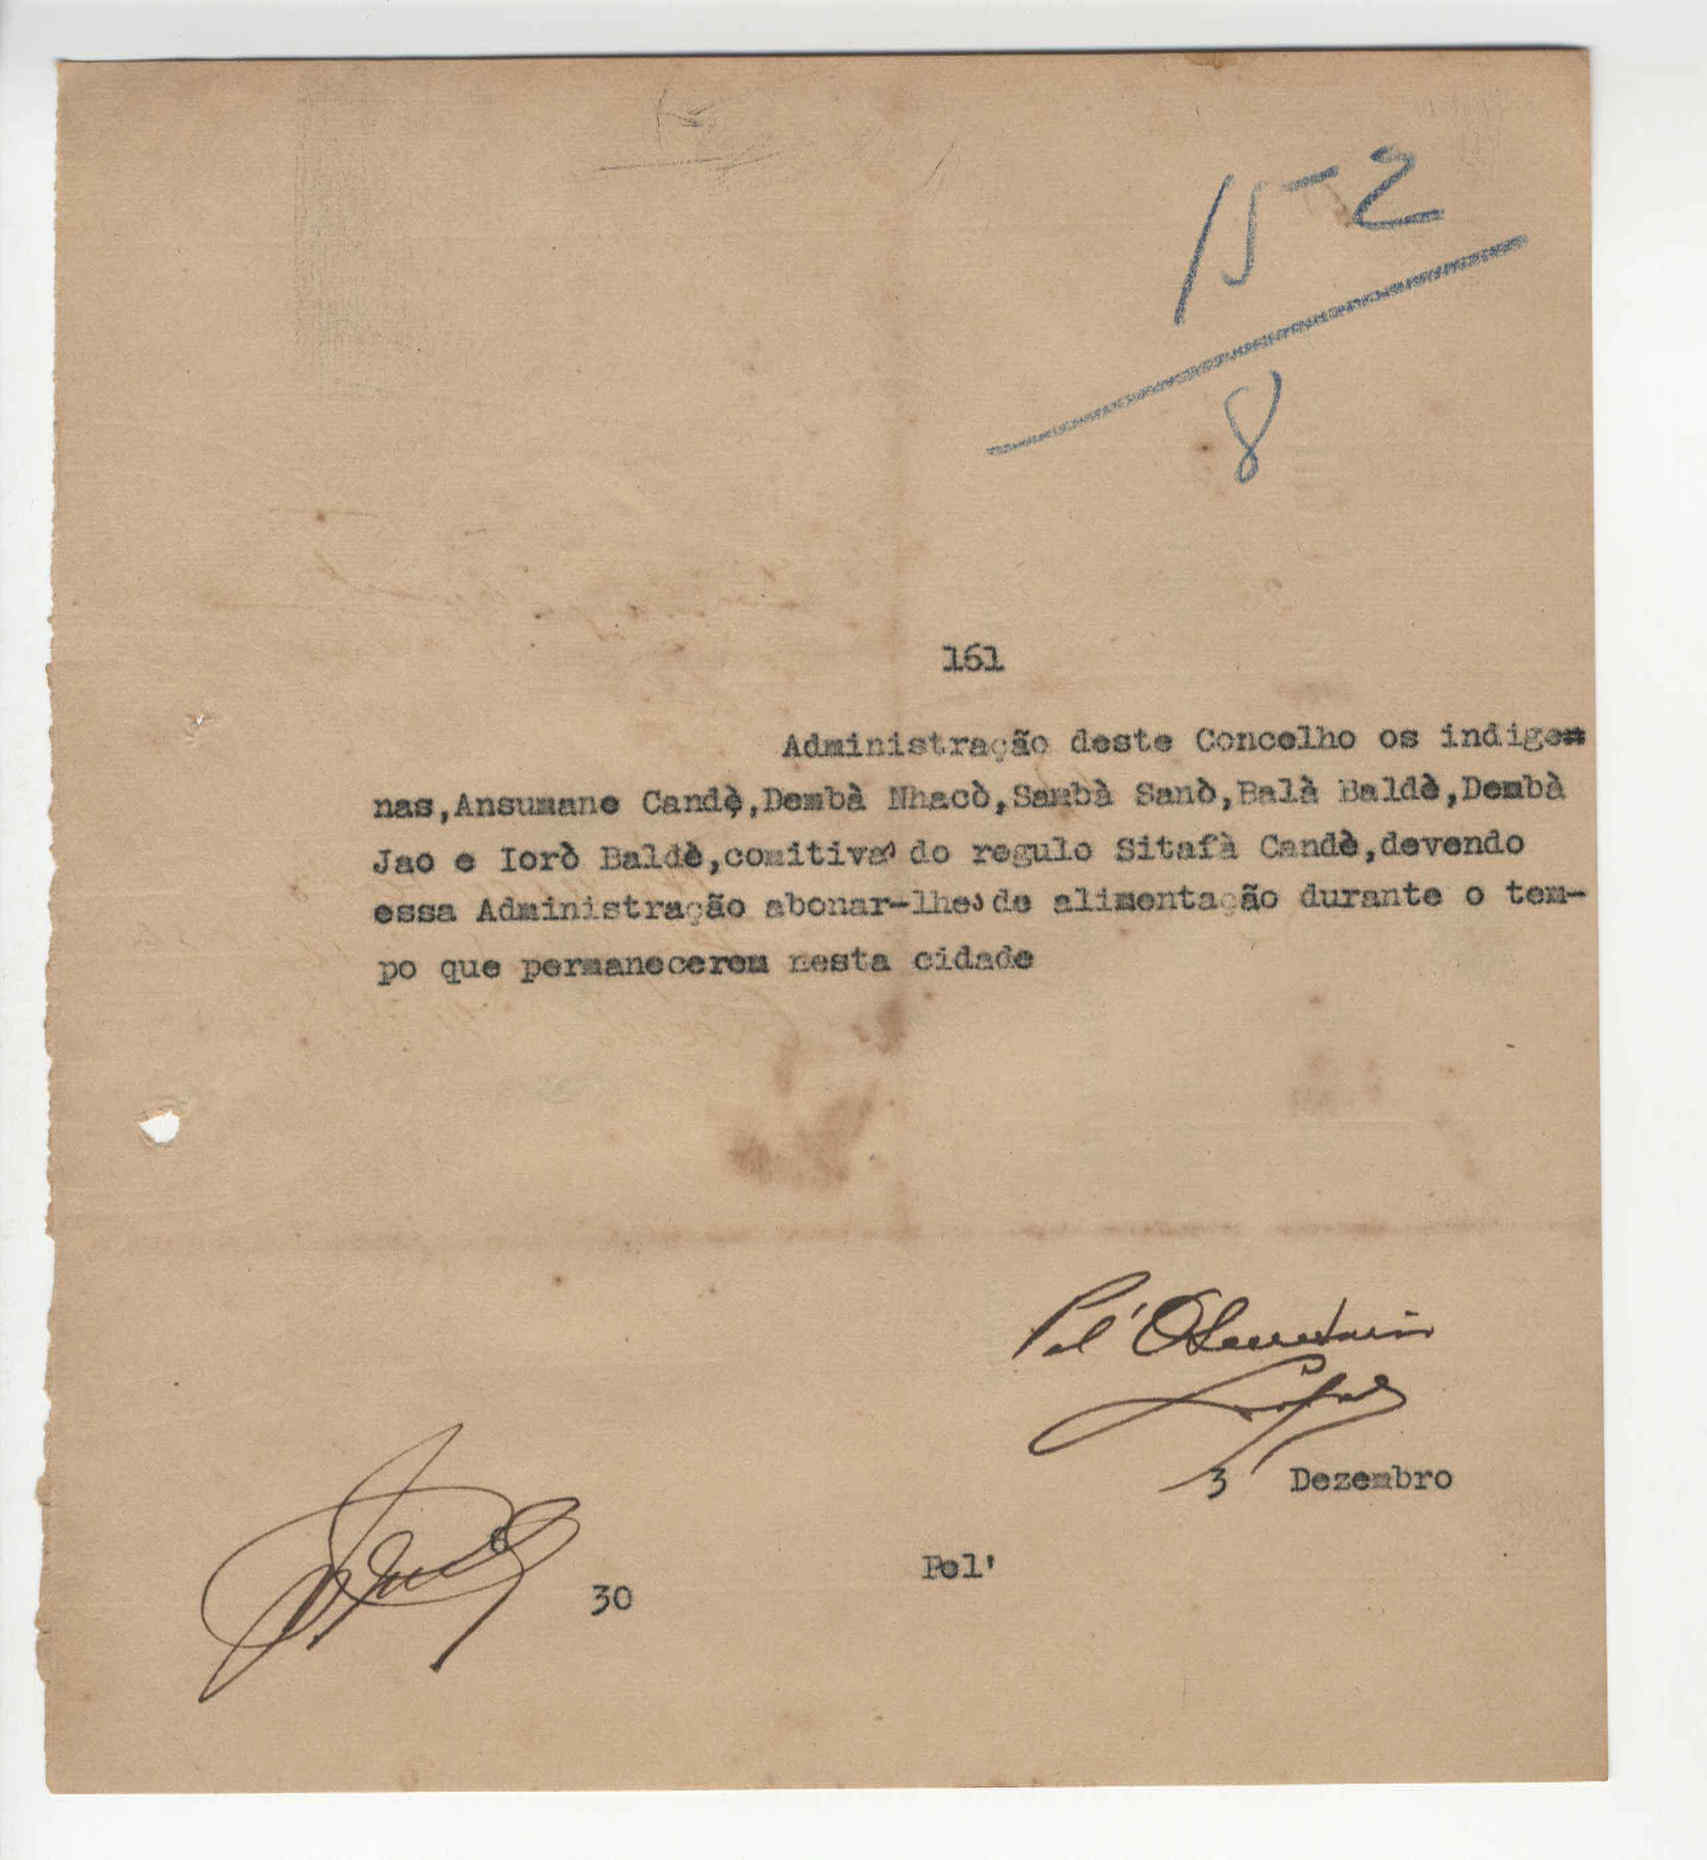 152
8
161
Administração deste Concelho os indige-
nas,Ansumane Candè,Dembà Nhacò,Sambà Sanò,Balà Baldè,Dembà
Jao e Iorò Baldè,comitiva do regulo Sitafà Candè,devendo
essa Administração abonar-lhes de alimentação durante o tem-
po que permanecerem nesta cidade
Pel' O Secretario
3 Dezembro
Pel'
30